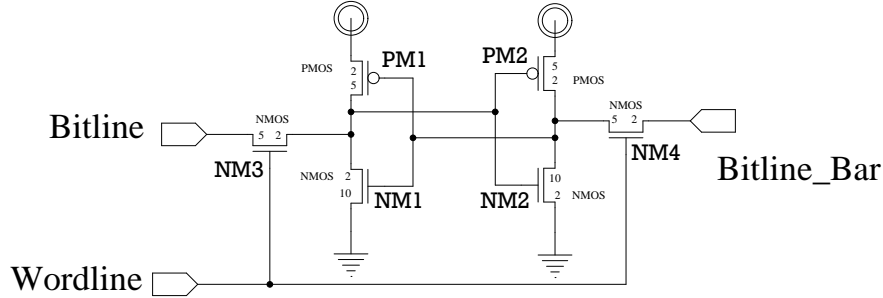 PM1
PM2
PMOS
2
5
5
2
PMOS
Bitline
NMOS
5 2
NM3
NMOS
5 2
NM4
Bitline_Bar
NMOS
2
10
NM1
NM2
10
2
NMOS
Wordline